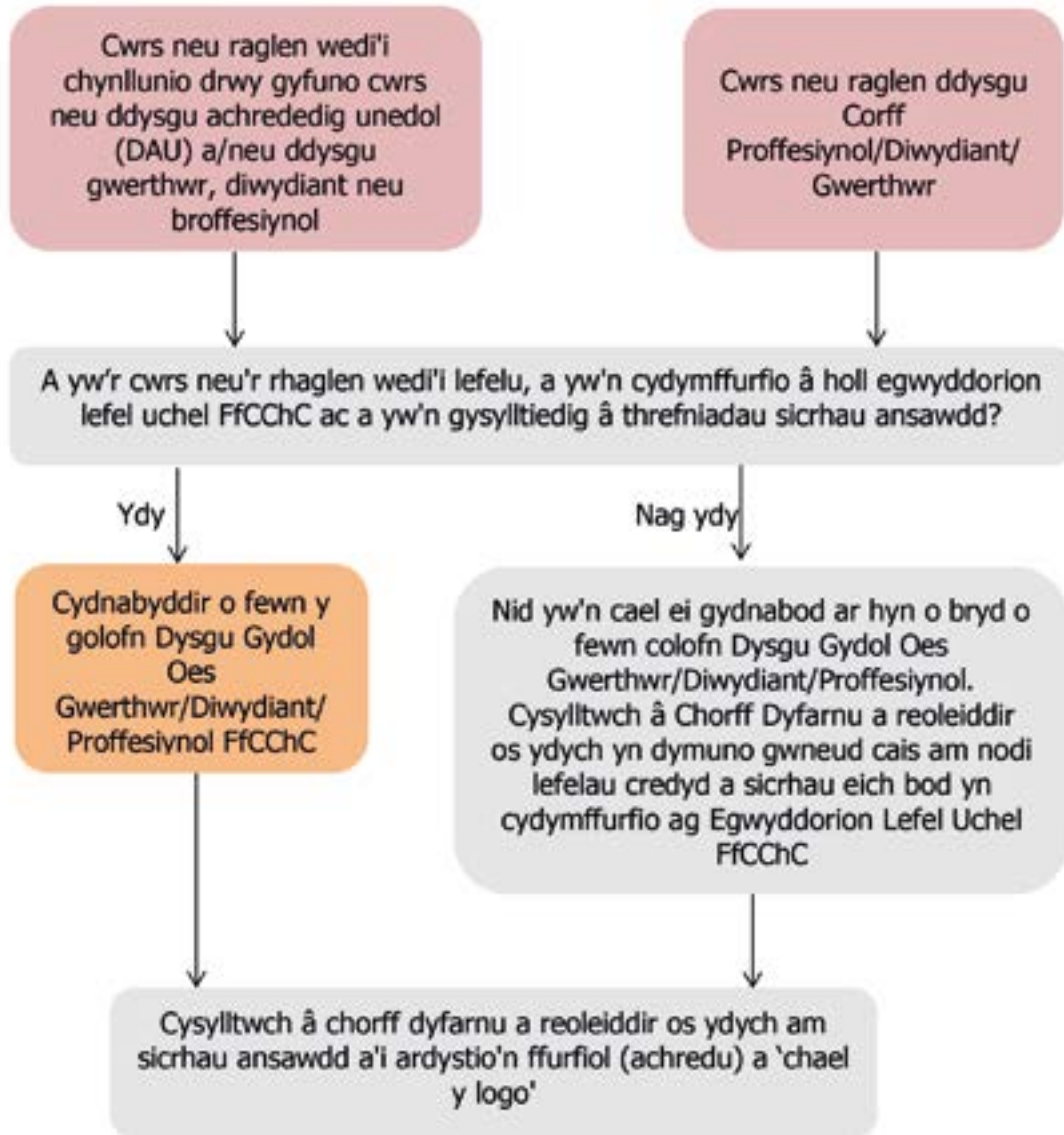 Cwrs neu raglen wedi'i
chynllunio drwy gyfuno cwrs
neu ddysgu achrededig unedol
(DAU) a/neu ddysgu
gwerthwr, diwydiant neu
broffesiynol
Cwrs neu raglen ddysgu
Corff
Proffesiynol/Diwydiant/
Gwerthwr
A yw'r cwrs neu'r rhaglen wedi'i lefelu, a yw'n cydymffurfio â holl egwyddorion
lefel uchel FfCChC ac a yw'n gysylltiedig â threfniadau sicrhau ansawdd?
Ydy
Nag ydy
Cydnabyddir o fewn y
golofn Dysgu Gydol
Oes
Gwerthwr/Diwydiant/
Proffesiynol FfCChC
Nid yw'n cael ei gydnabod ar hyn o bryd o
fewn colofn Dysgu Gydol Oes
Gwerthwr/Diwydiant/Proffesiynol.
Cysylltwch â Chorff Dyfarnu a reoleiddir
os ydych yn dymuno gwneud cais am nodi
lefelau credyd a sicrhau eich bod yn
cydymffurfio ag Egwyddorion Lefel Uchel
FfCChC
Cysylltwch â chorff dyfarnu a reoleiddir os ydych am
sicrhau ansawdd a'i ardystio'n ffurfiol (achredu) a 'chael
y logo'